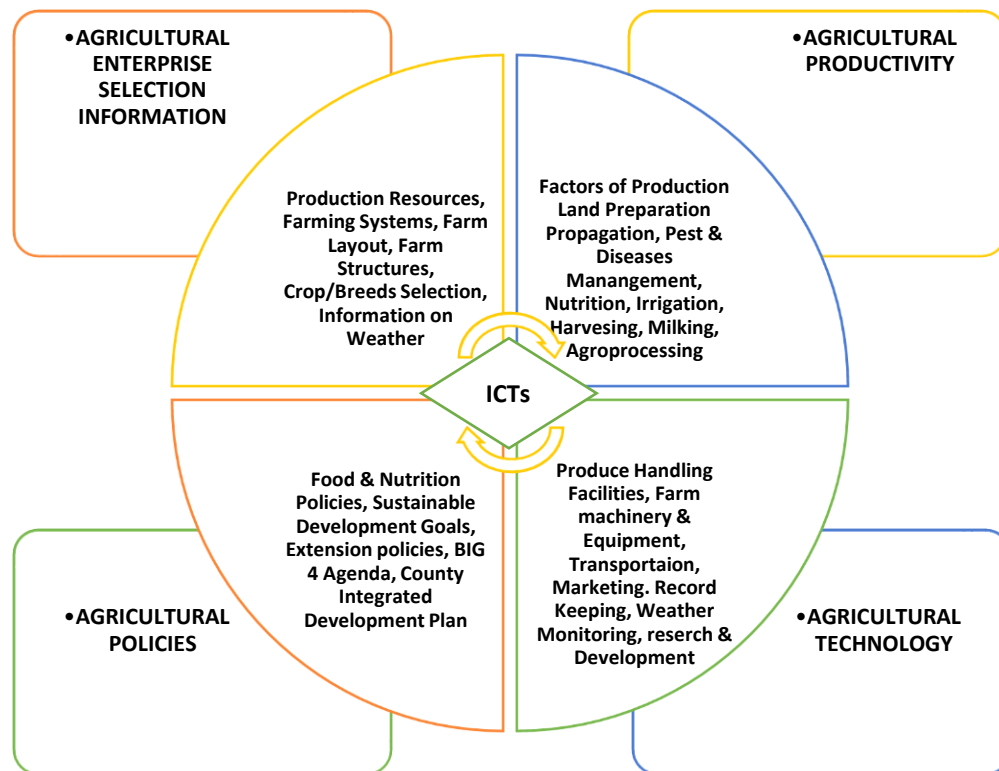 •AGRICULTURAL
ENTERPRISE
SELECTION
INFORMATION
•AGRICULTURAL
PRODUCTIVITY
Production Resources,
Farming Systems, Farm
Layout, Farm
Structures,
Crop/Breeds Selection,
Information on
Weather
Factors of Production
Land Preparation
Propagation, Pest &
Diseases
Manangement,
Nutrition, Irrigation,
Harvesing, Milking,
Agroprocessing
ICTs
Food & Nutrition
Policies, Sustainable
Development Goals,
Extension policies, BIG
4 Agenda, County
Integrated
Development Plan
Produce Handling
Facilities, Farm
machinery &
Equipment,
Transportaion,
Marketing. Record
Keeping, Weather
Monitoring, reserch &
Development
•AGRICULTURAL
POLICIES
•AGRICULTURAL
TECHNOLOGY